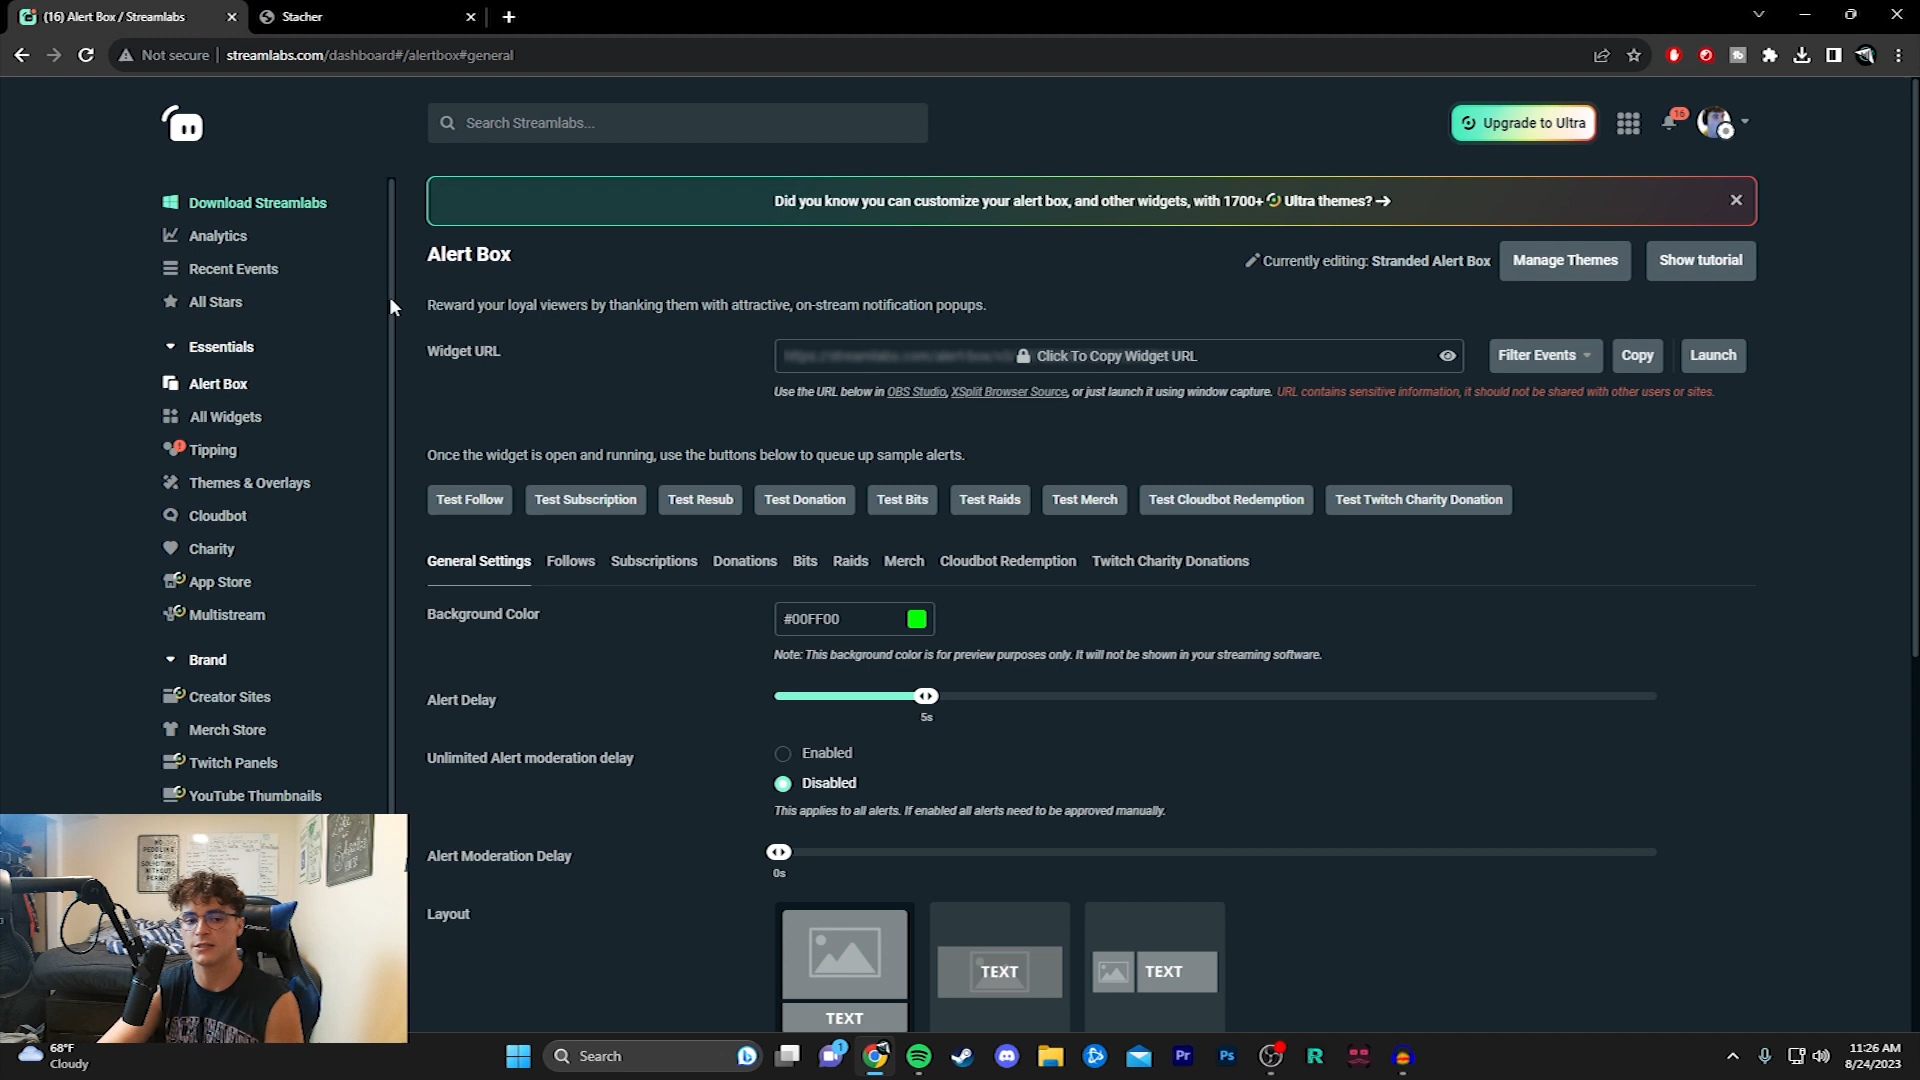 (16) Alert Box / Streamlabs
Stacher
Not secure
streamlabs.com/dashboard#/alertbox#general
Search Streamlabs...
Upgrade to Ultra
16
Download Streamlabs
Analytics
Recent Events
All Stars
Essentials
Alert Box
All Widgets
Tipping
Themes & Overlays
Cloudbot
Charity
App Store
Multistream
Brand
Creator Sites
Merch Store
Twitch Panels
YouTube Thumbnails
Did you know you can customize your alert box, and other widgets, with 1700+ Ultra themes? →
Alert Box
Currently editing: Stranded Alert Box
Manage Themes
Show tutorial
Reward your loyal viewers by thanking them with attractive, on-stream notification popups.
Widget URL
Click To Copy Widget URL
Filter Events
Copy
Launch
Use the URL below in OBS Studio, XSplit Browser Source, or just launch it using window capture. URL contains sensitive information, it should not be shared with other users or sites.
Once the widget is open and running, use the buttons below to queue up sample alerts.
Test Follow
Test Subscription
Test Resub
Test Donation
Test Bits
Test Raids
Test Merch
Test Cloudbot Redemption
Test Twitch Charity Donation
General Settings
Follows
Subscriptions
Donations
Bits
Raids
Merch
Cloudbot Redemption
Twitch Charity Donations
Background Color
#00FF00
Note: This background color is for preview purposes only. It will not be shown in your streaming software.
Alert Delay
5s
Unlimited Alert moderation delay
Enabled
Disabled
This applies to all alerts. If enabled all alerts need to be approved manually.
Alert Moderation Delay
0s
Layout
TEXT
TEXT
TEXT
NO
PEDDLING
OR
SOLICITING
WITHOUT
PERMIT
68°F
Cloudy
Search
1
Pr
Ps
R
11:26 AM
8/24/2023